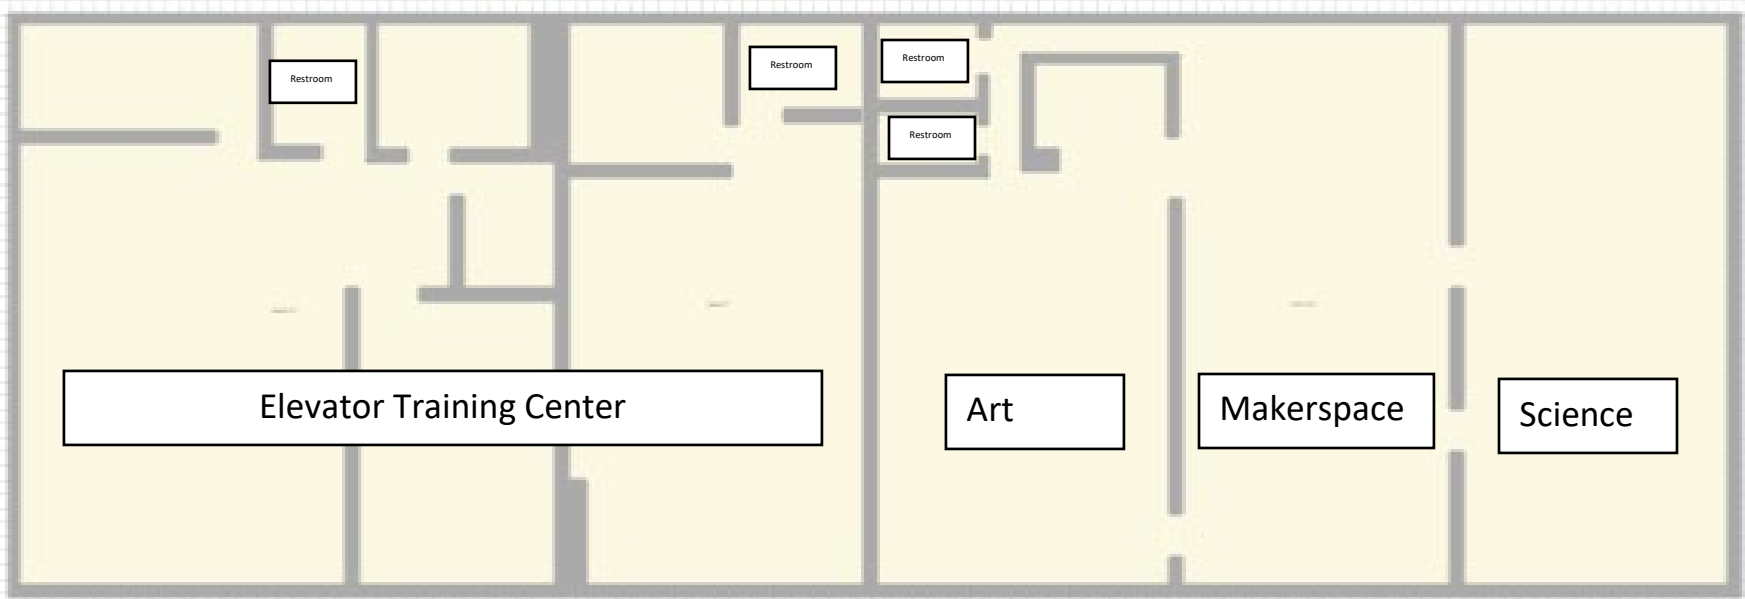 Restroom
Restroom
Restroom
Restroom
Elevator Training Center
Art
Makerspace
Science